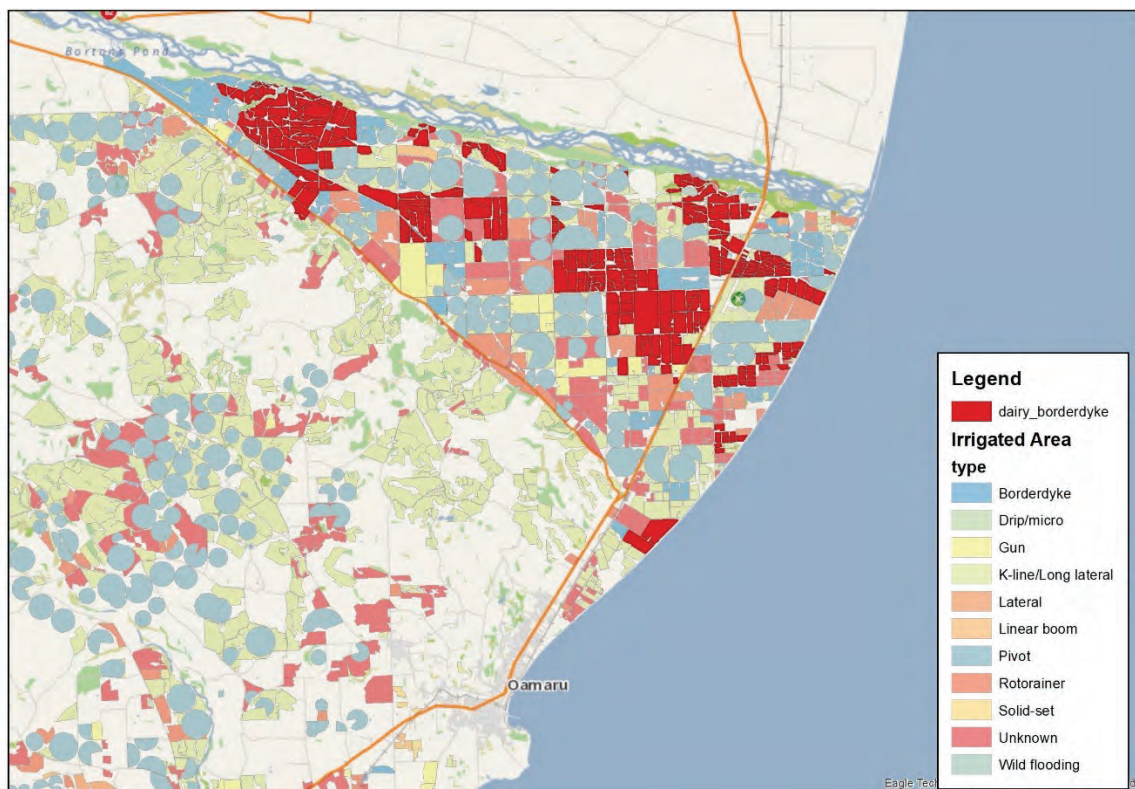 Bortons Pond
Oamaru
Legend
dairy_borderdyke
Irrigated Area
type
Borderdyke
Drip/micro
Gun
K-line/Long lateral
Lateral
Linear boom
Pivot
Rotorainer
Solid-set
Unknown
Wild flooding
Eagle